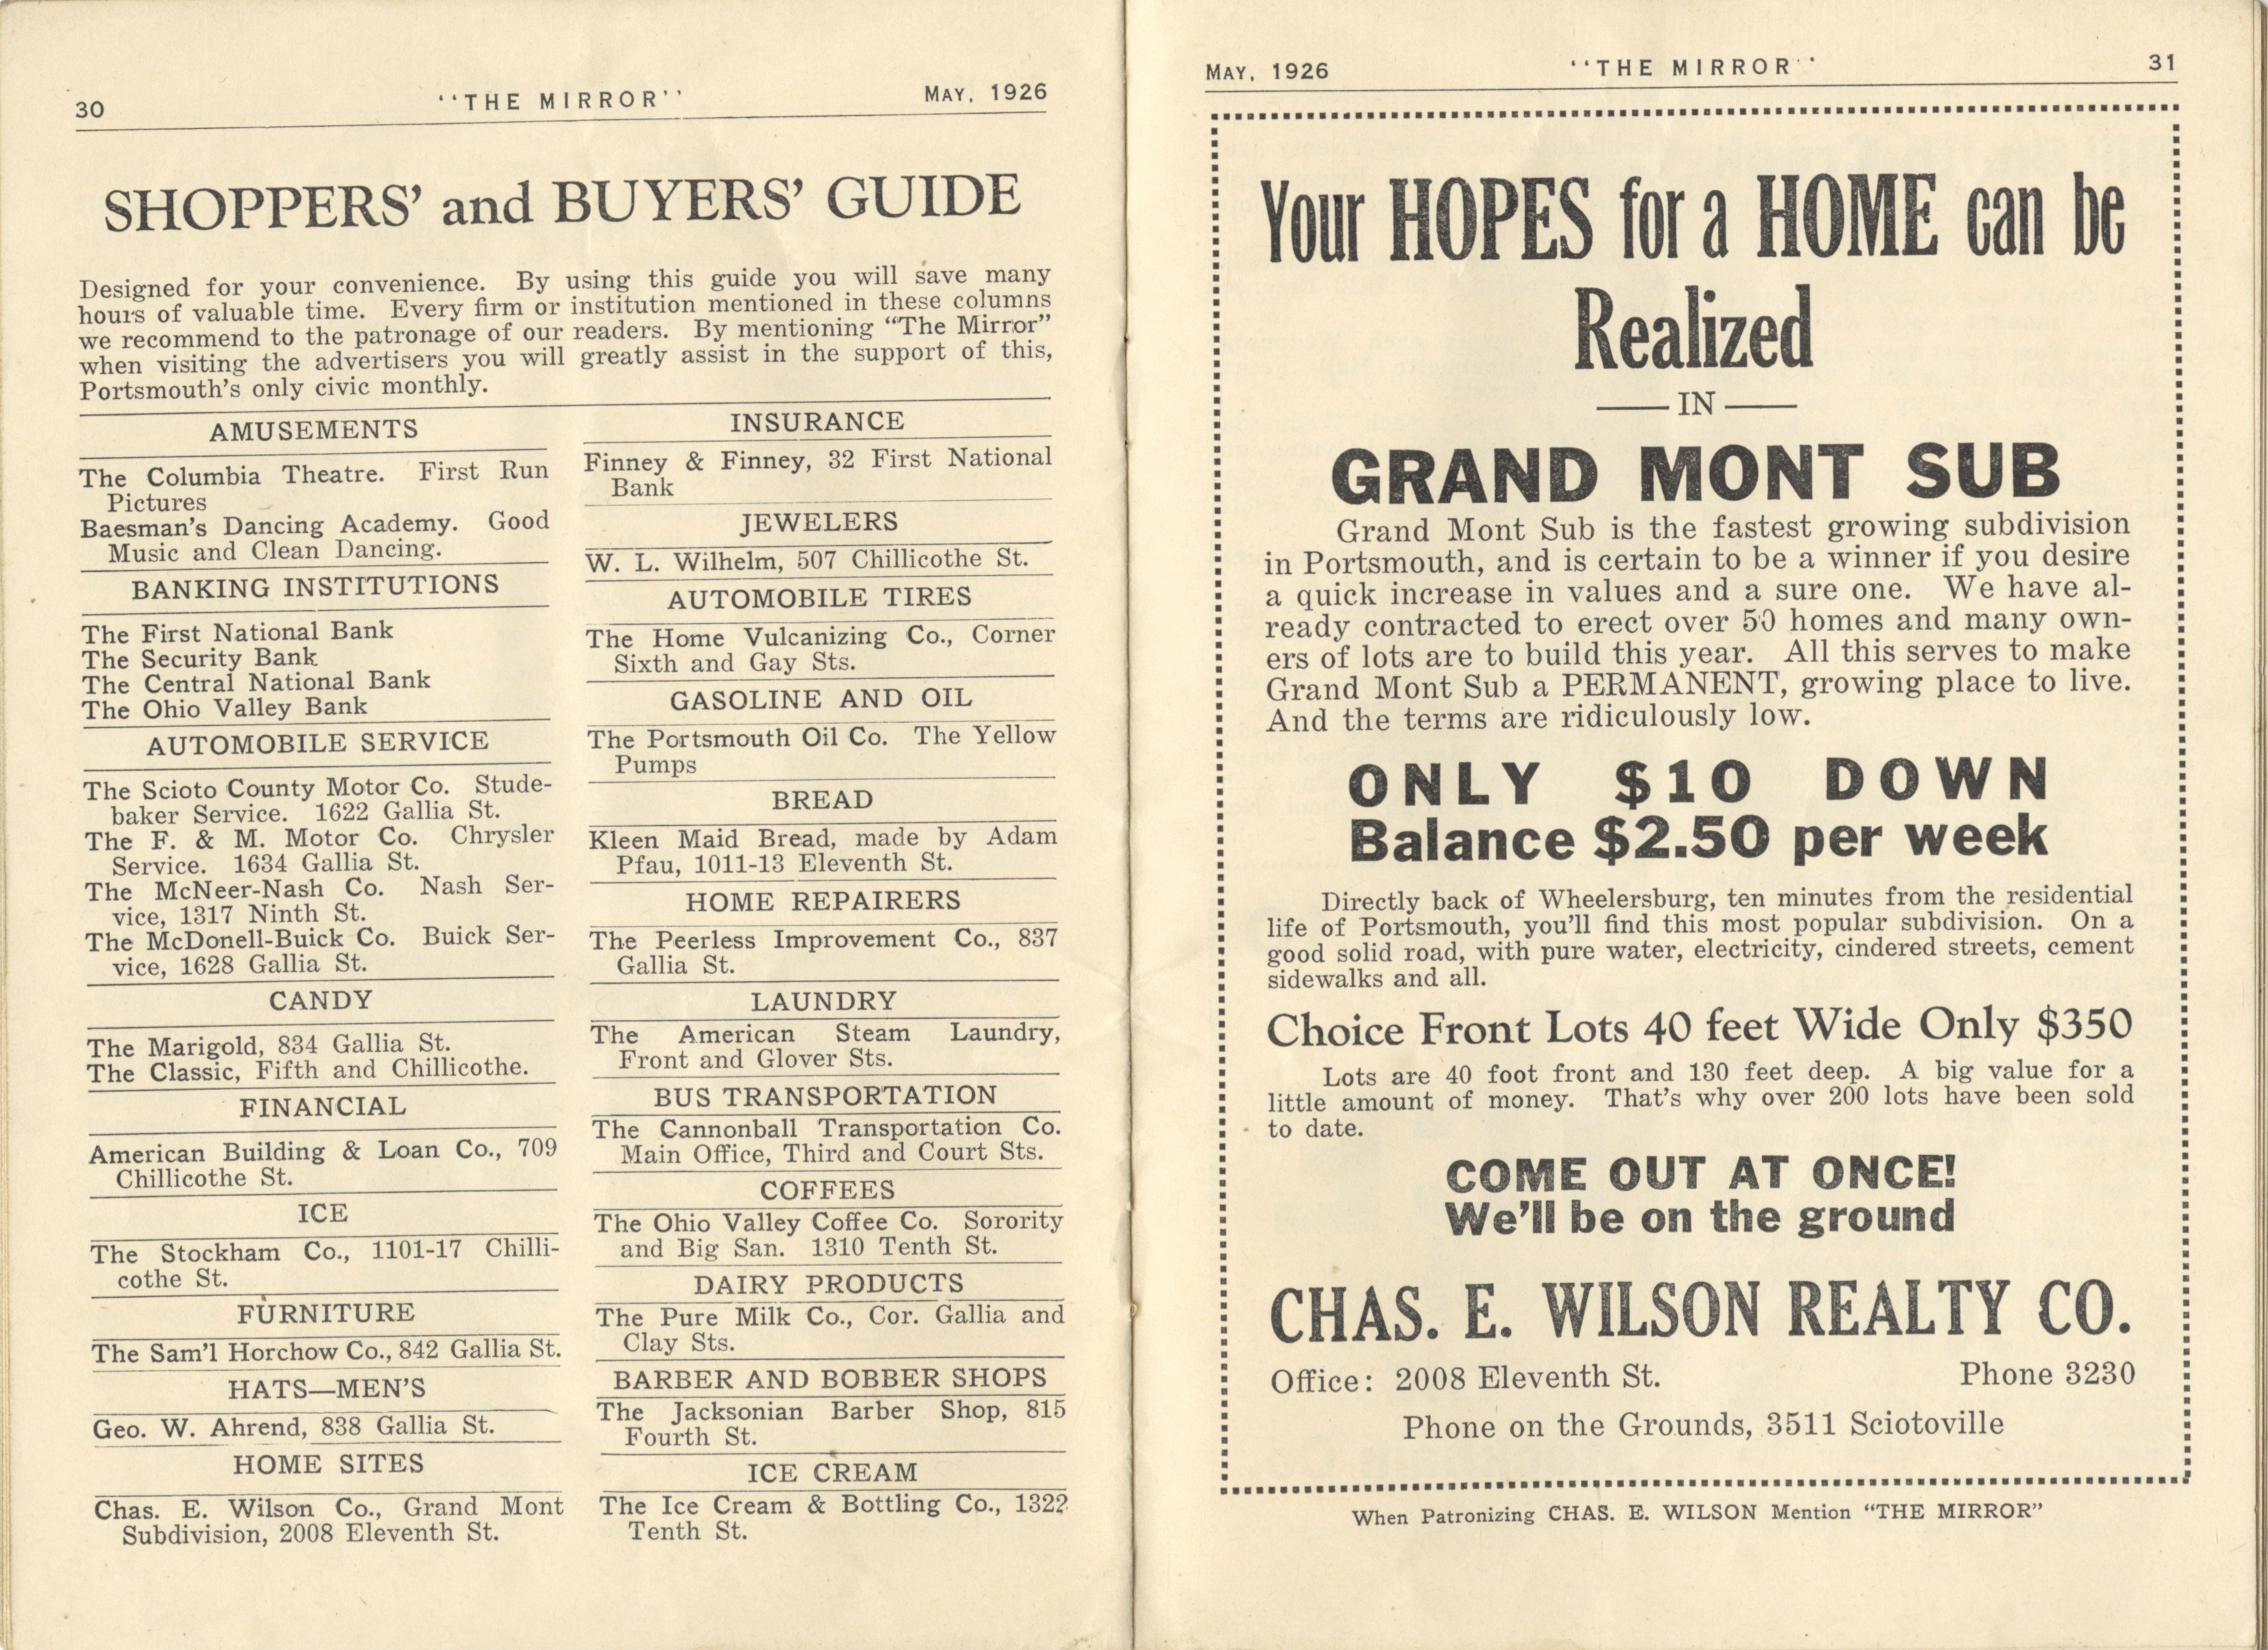 30
"THE MIRROR"
MAY, 1926
SHOPPERS' and BUYERS' GUIDE
Designed for your convenience. By using this guide you will save many
hours of valuable time. Every firm or institution mentioned in these columns
we recommend to the patronage of our readers. By mentioning "The Mirror"
when visiting the advertisers you will greatly assist in the support of this,
Portsmouth's only civic monthly.
AMUSEMENTS
The Columbia Theatre. First Run
Pictures
Baesman's Dancing Academy. Good
Music and Clean Dancing.
BANKING INSTITUTIONS
The First National Bank
The Security Bank
The Central National Bank
The Ohio Valley Bank
AUTOMOBILE SERVICE
The Scioto County Motor Co. Stude-
baker Service. 1622 Gallia St.
The F. & M. Motor Co. Chrysler
Service. 1634 Gallia St.
The McNeer-Nash Co. Nash Ser-
vice, 1317 Ninth St.
The McDonell-Buick Co. Buick Ser-
vice, 1628 Gallia St.
CANDY
The Marigold, 834 Gallia St.
The Classic, Fifth and Chillicothe.
FINANCIAL
American Building & Loan Co., 709
Chillicothe St.
ICE
The Stockham Co., 1101-17 Chilli-
cothe St.
FURNITURE
The Sam'l Horchow Co., 842 Gallia St.
HATS—MEN'S
Geo. W. Ahrend, 838 Gallia St.
HOME SITES
Chas. E. Wilson Co., Grand Mont
Subdivision, 2008 Eleventh St.
INSURANCE
Finney & Finney, 32 First National
Bank
JEWELERS
W. L. Wilhelm, 507 Chillicothe St.
AUTOMOBILE TIRES
The Home Vulcanizing Co., Corner
Sixth and Gay Sts.
GASOLINE AND OIL
The Portsmouth Oil Co. The Yellow
Pumps
BREAD
Kleen Maid Bread, made by Adam
Pfau, 1011-13 Eleventh St.
HOME REPAIRERS
The Peerless Improvement Co., 837
Gallia St.
LAUNDRY
The American Steam Laundry,
Front and Glover Sts.
BUS TRANSPORTATION
The Cannonball Transportation Co.
Main Office, Third and Court Sts.
COFFEES
The Ohio Valley Coffee Co. Sorority
and Big San. 1310 Tenth St.
DAIRY PRODUCTS
The Pure Milk Co., Cor. Gallia and
Clay Sts.
BARBER AND BOBBER SHOPS
The Jacksonian Barber Shop, 815
Fourth St.
ICE CREAM
The Ice Cream & Bottling Co., 1322
Tenth St.
MAY, 1926
"THE MIRROR"
31
Your HOPES for a HOME can be
Realized
— IN —
GRAND MONT SUB
Grand Mont Sub is the fastest growing subdivision
in Portsmouth, and is certain to be a winner if you desire
a quick increase in values and a sure one. We have al-
ready contracted to erect over 50 homes and many own-
ers of lots are to build this year. All this serves to make
Grand Mont Sub a PERMANENT, growing place to live.
And the terms are ridiculously low.
ONLY $10 DOWN
Balance $2.50 per week
Directly back of Wheelersburg, ten minutes from the residential
life of Portsmouth, you'll find this most popular subdivision. On a
good solid road, with pure water, electricity, cindered streets, cement
sidewalks and all.
Choice Front Lots 40 feet Wide Only $350
Lots are 40 foot front and 130 feet deep. A big value for a
little amount of money. That's why over 200 lots have been sold
to date.
COME OUT AT ONCE!
We'll be on the ground
CHAS. E. WILSON REALTY CO.
Office: 2008 Eleventh St. Phone 3230
Phone on the Grounds, 3511 Sciotoville
When Patronizing CHAS. E. WILSON Mention "THE MIRROR"